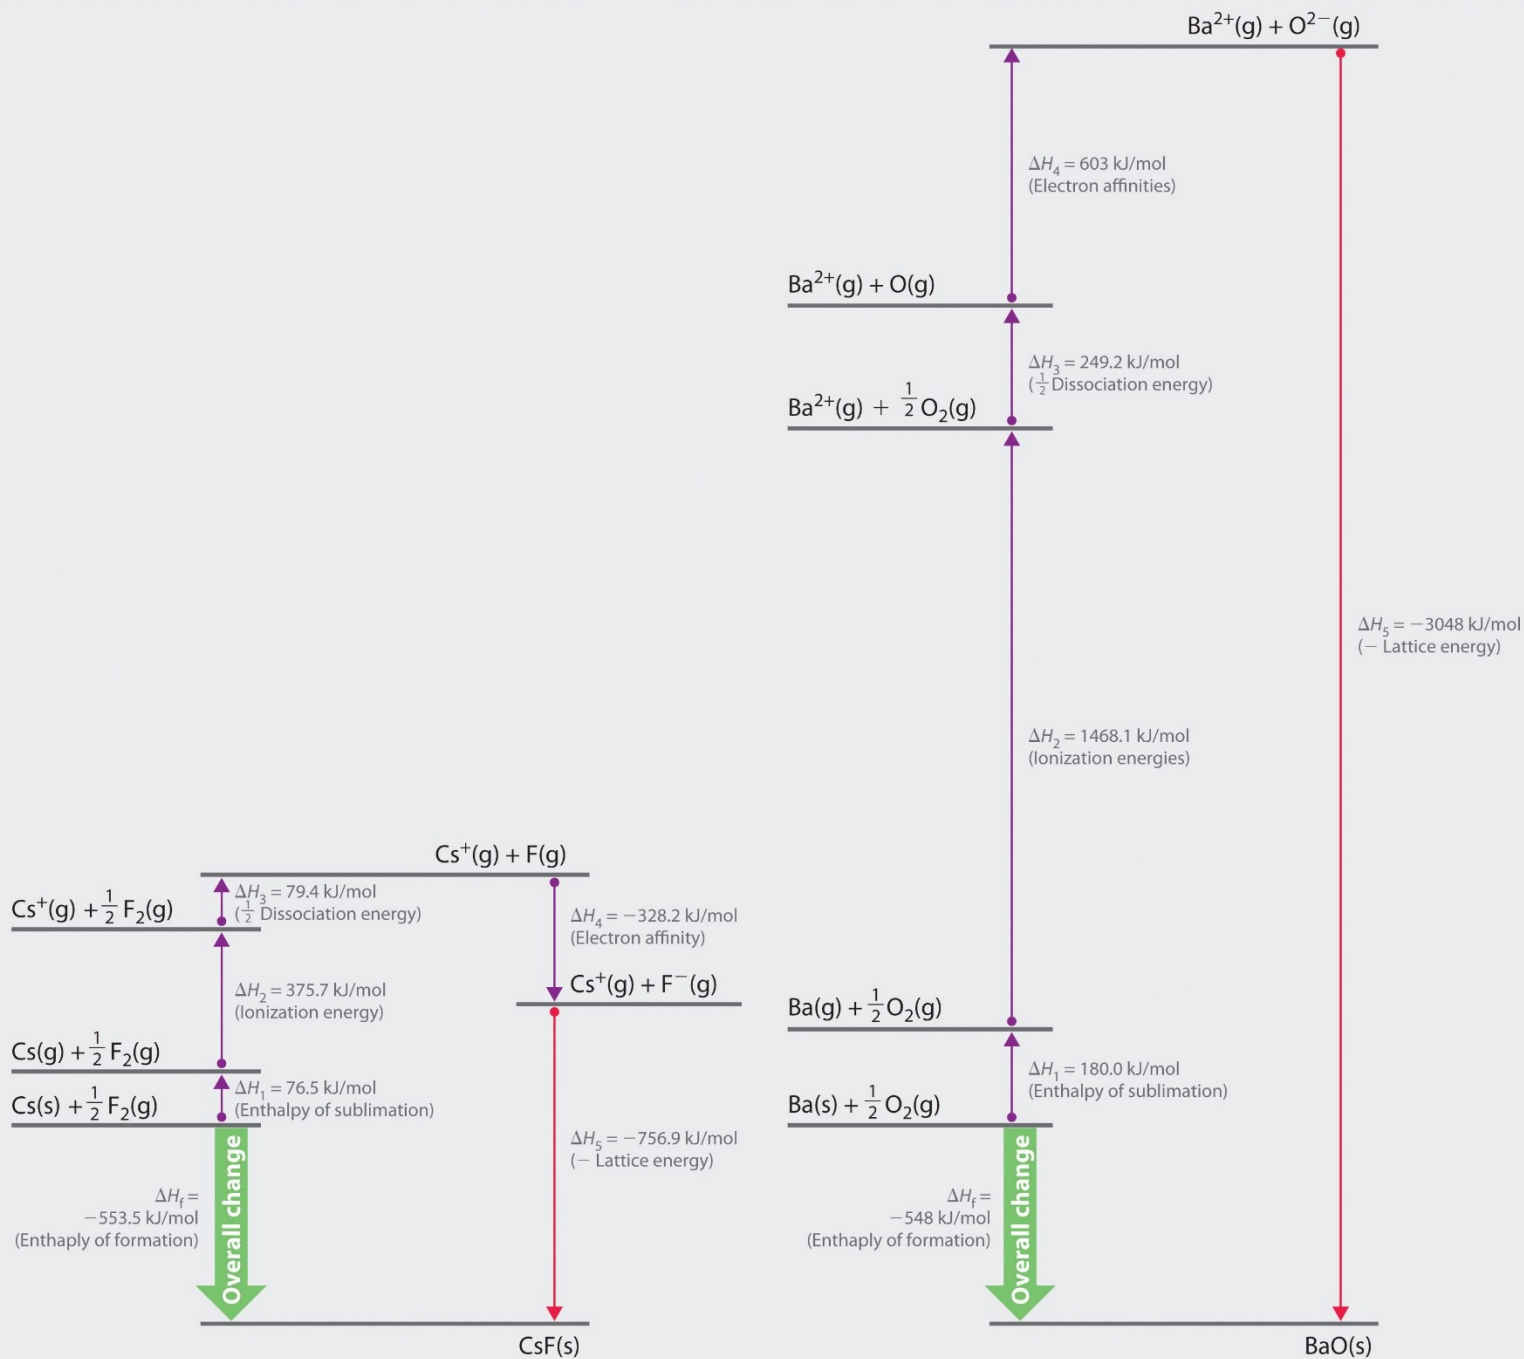 Cs⁺(g) + F(g)
ΔH₃ = 79.4 kJ/mol
(½ Dissociation energy)
Cs⁺(g) + ½ F₂(g)
ΔH₄ = −328.2 kJ/mol
(Electron affinity)
Cs⁺(g) + F⁻(g)
ΔH₂ = 375.7 kJ/mol
(Ionization energy)
Cs(g) + ½ F₂(g)
ΔH₁ = 76.5 kJ/mol
(Enthalpy of sublimation)
Cs(s) + ½ F₂(g)
ΔH₅ = −756.9 kJ/mol
(− Lattice energy)
Overall change
ΔHf =
−553.5 kJ/mol
(Enthaply of formation)
CsF(s)
Ba²⁺(g) + O²⁻(g)
ΔH₄ = 603 kJ/mol
(Electron affinities)
Ba²⁺(g) + O(g)
ΔH₃ = 249.2 kJ/mol
(½ Dissociation energy)
Ba²⁺(g) + ½ O₂(g)
ΔH₅ = −3048 kJ/mol
(− Lattice energy)
ΔH₂ = 1468.1 kJ/mol
(Ionization energies)
Ba(g) + ½ O₂(g)
ΔH₁ = 180.0 kJ/mol
(Enthalpy of sublimation)
Ba(s) + ½ O₂(g)
Overall change
ΔHf =
−548 kJ/mol
(Enthaply of formation)
BaO(s)